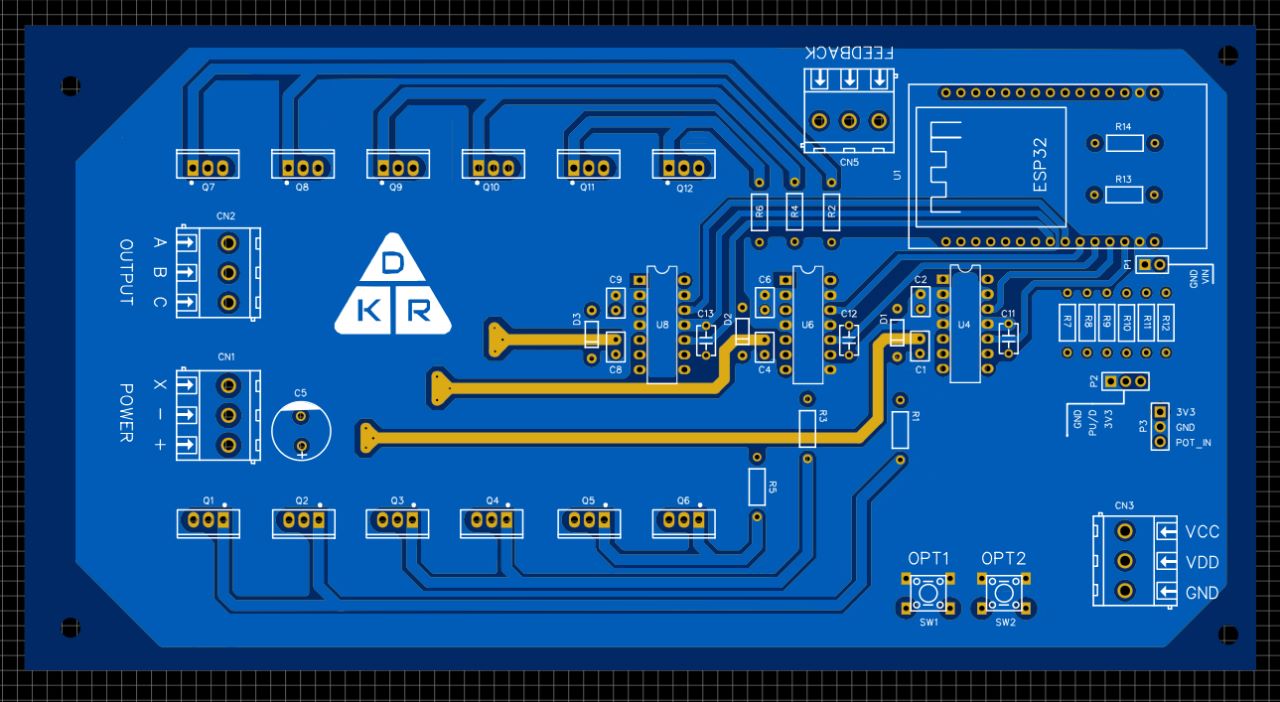 FEEDBACK
CN5
U1
ESP32
R14
R13
Q7
Q8
Q9
Q10
Q11
Q12
R6
R4
R2
CN2
OUTPUT
A
B
C
D
K R
P1
GND
VIN
C9
U8
C13
D3
C8
C6
U6
C12
D2
C4
C2
U4
C11
D1
C1
R7
R8
R9
R10
R11
R12
CN1
POWER
X
−
+
C5
+
R3
R1
R5
P2
GND
PU/D
3V3
P3
3V3
GND
POT_IN
Q1
Q2
Q3
Q4
Q5
Q6
OPT1
OPT2
SW1
SW2
CN3
VCC
VDD
GND